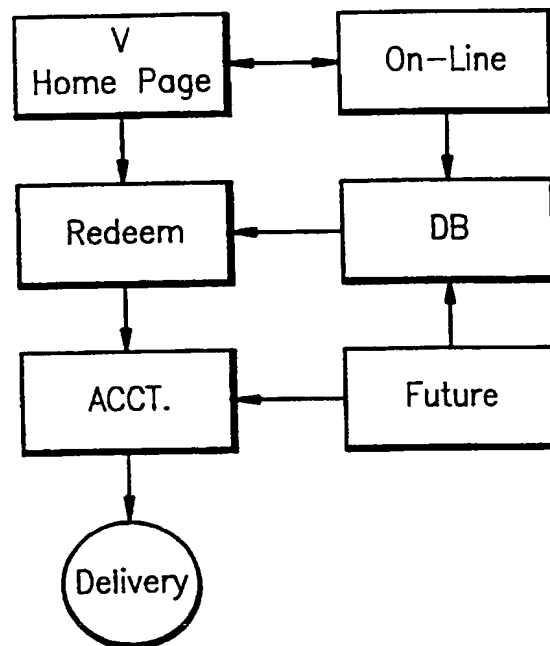 V
Home Page
On-Line
Redeem
DB
ACCT.
Future
Delivery